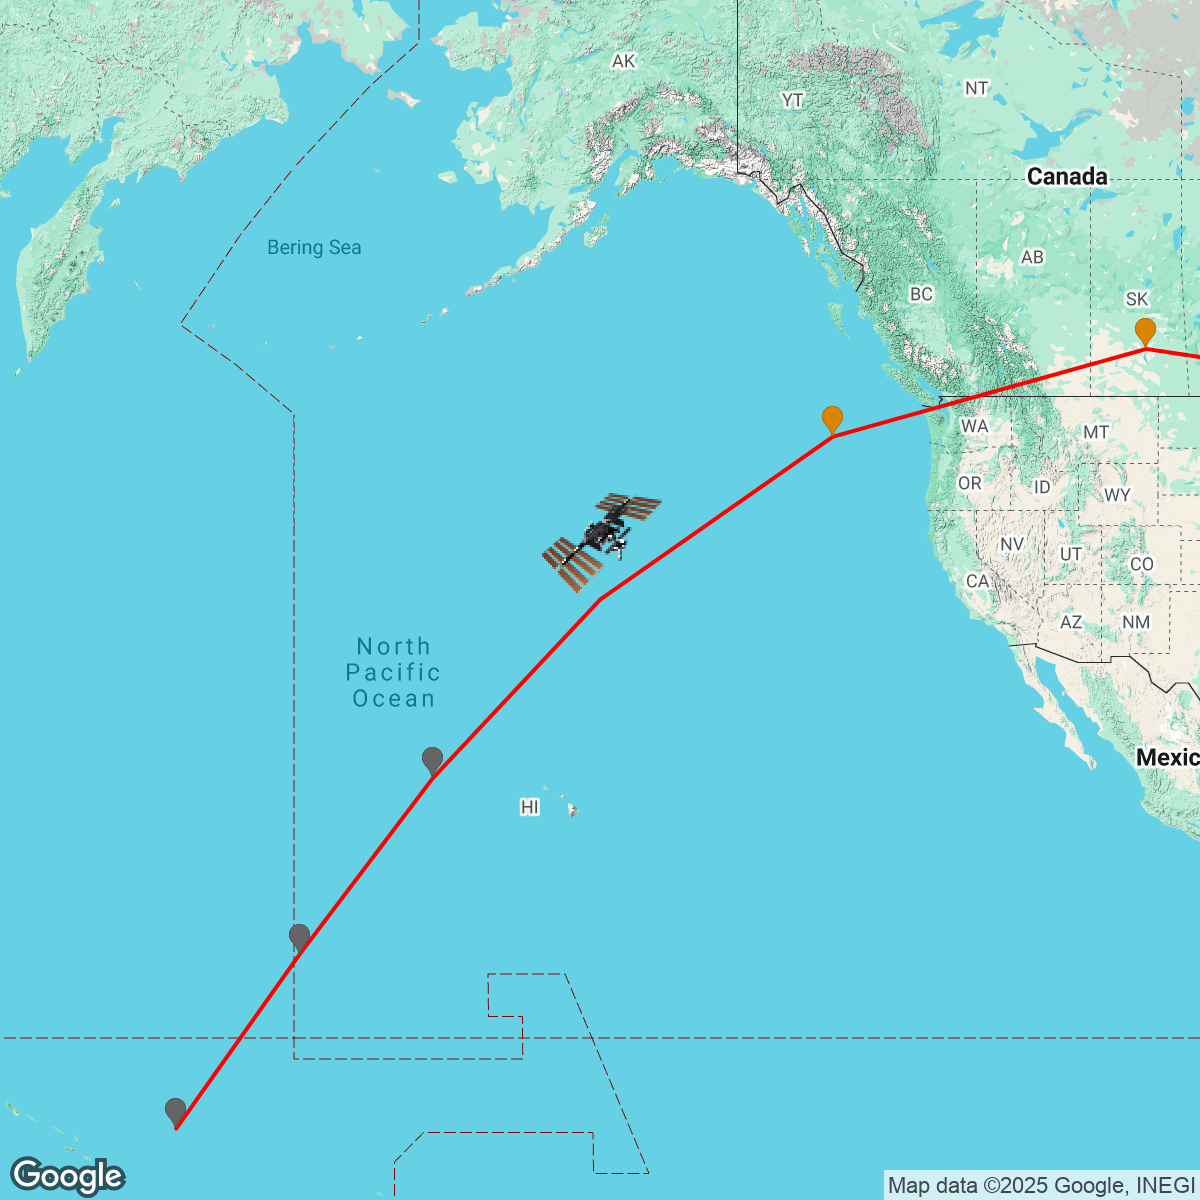 AK
YT
NT
Canada
Bering Sea
AB
BC
SK
WA
MT
OR
ID
WY
NV
UT
CO
CA
AZ
NM
North
Pacific
Ocean
Mexic
HI
Google
Map data ©2025 Google, INEGI